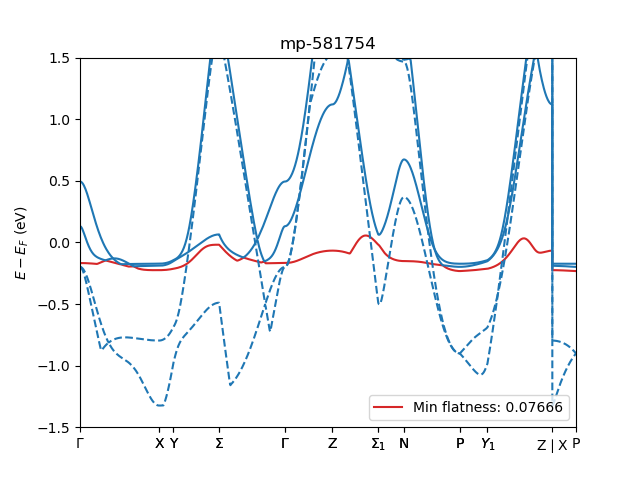 mp-581754
E − E_F (eV)
1.5
1.0
0.5
0.0
−0.5
−1.0
−1.5
Min flatness: 0.07666
Γ X Y Σ Γ Z Σ₁ N P Y₁ Z | X P